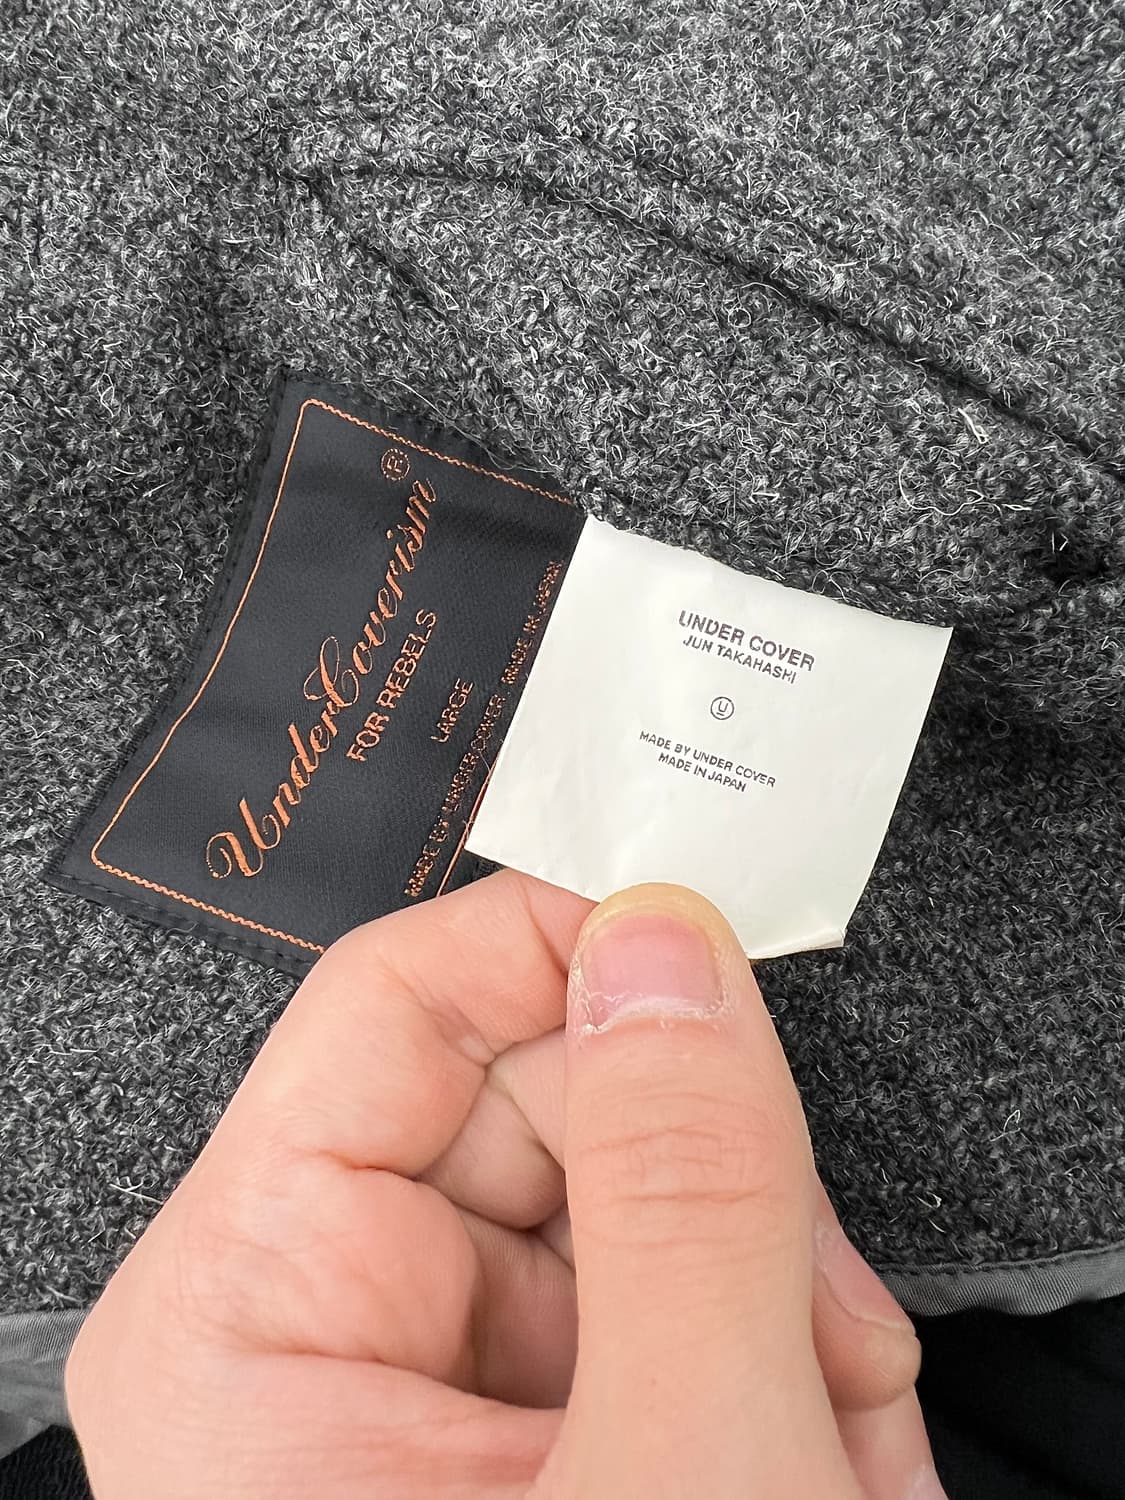 UnderCoverism ®
FOR REBELS
LARGE
MADE BY UNDER COVER MADE IN JAPAN
UNDER COVER
JUN TAKAHASHI
U
MADE BY UNDER COVER
MADE IN JAPAN